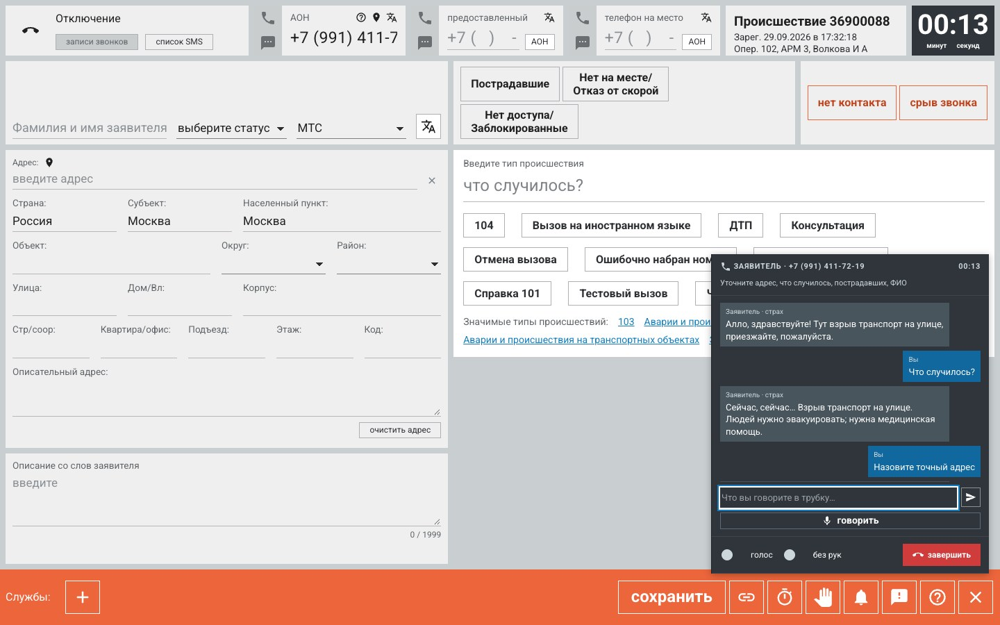 Отключение
записи звонков
список SMS
АОН
+7 (991) 411-7
предоставленный
+7 (   )    -
АОН
телефон на место
+7 (   )    -
АОН
Происшествие 36900088
Зарег. 29.09.2026 в 17:32:18
Опер. 102, АРМ 3, Волкова И А
00:13
минут секунд
Фамилия и имя заявителя
выберите статус
МТС
Пострадавшие
Нет на месте/
Отказ от скорой
Нет доступа/
Заблокированные
нет контакта
срыв звонка
Адрес:
введите адрес
Страна:
Субъект:
Населенный пункт:
Россия
Москва
Москва
Объект:
Округ:
Район:
Улица:
Дом/Вл:
Корпус:
Стр/соор:
Квартира/офис:
Подъезд:
Этаж:
Код:
Описательный адрес:
очистить адрес
Описание со слов заявителя
введите
0 / 1999
Введите тип происшествия
что случилось?
104
Вызов на иностранном языке
ДТП
Консультация
Отмена вызова
Ошибочно набран ном
Справка 101
Тестовый вызов
Значимые типы происшествий:
103
Аварии и прои
Аварии и происшествия на транспортных объектах
ЗАЯВИТЕЛЬ · +7 (991) 411-72-19
00:13
Уточните адрес, что случилось, пострадавших, ФИО
Заявитель · страх
Алло, здравствуйте! Тут взрыв транспорт на улице,
приезжайте, пожалуйста.
Вы
Что случилось?
Заявитель · страх
Сейчас, сейчас… Взрыв транспорт на улице.
Людей нужно эвакуировать; нужна медицинская
помощь.
Вы
Назовите точный адрес
Что вы говорите в трубку…
говорить
голос
без рук
завершить
Службы:
сохранить